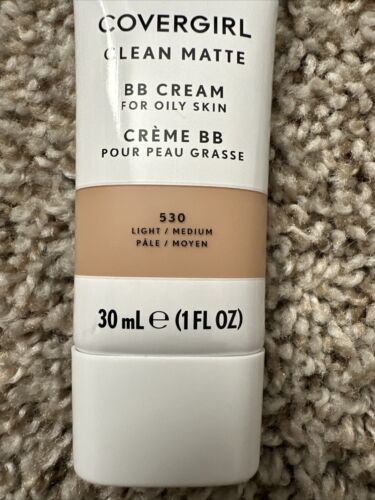 COVERGIRL
CLEAN MATTE
BB CREAM
FOR OILY SKIN
CRÈME BB
POUR PEAU GRASSE
530
LIGHT / MEDIUM
PÂLE / MOYEN
30 mL ℮ (1 FL OZ)